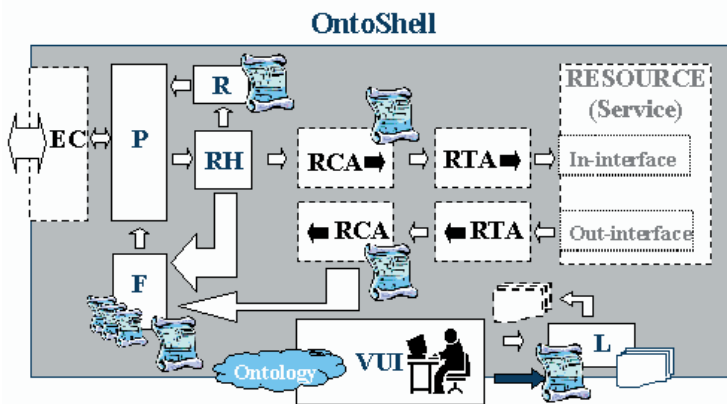 OntoShell
R
RESOURCE
(Service)
EC
P
RH
RCA
RTA
In-interface
RCA
RTA
Out-interface
F
VUI
L
Ontology